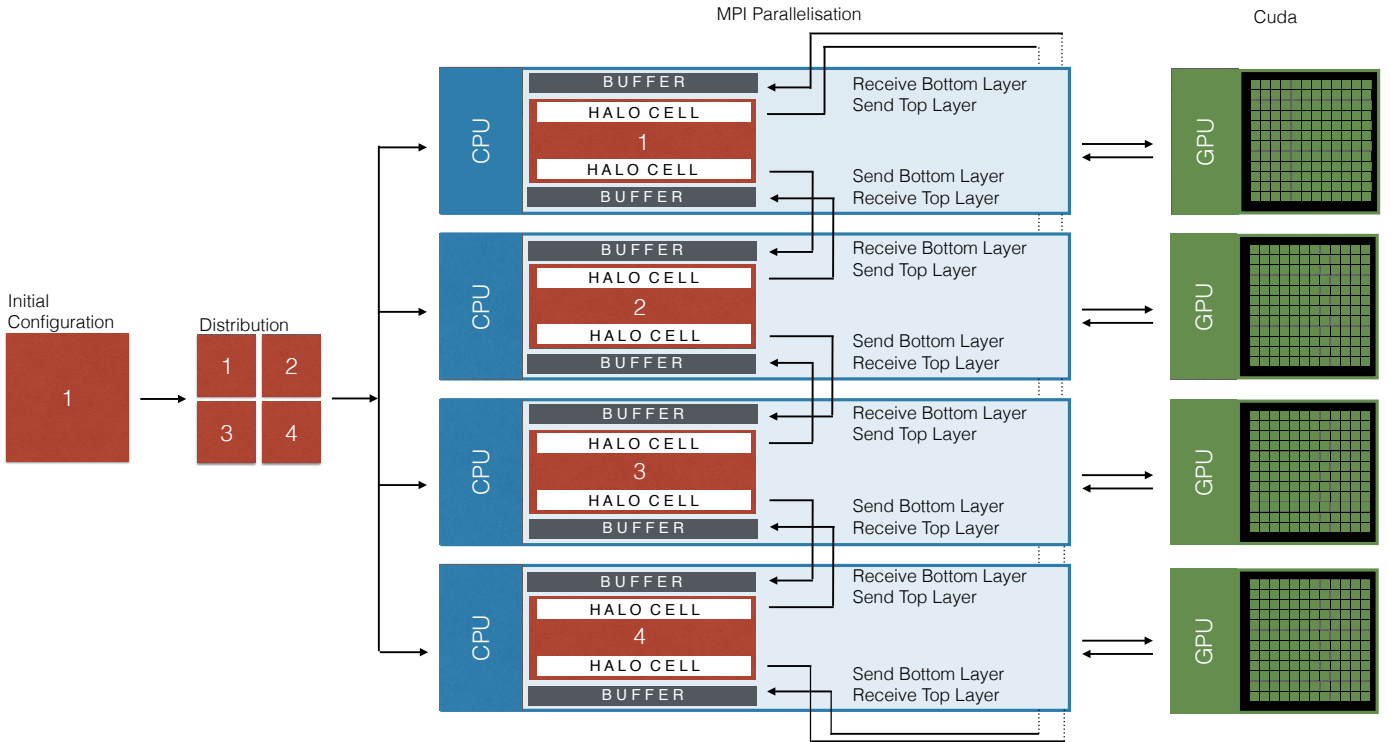 MPI Parallelisation
Cuda
Initial
Configuration
1
Distribution
1
2
3
4
CPU
BUFFER
HALO CELL
1
HALO CELL
BUFFER
Receive Bottom Layer
Send Top Layer
Send Bottom Layer
Receive Top Layer
GPU
CPU
BUFFER
HALO CELL
2
HALO CELL
BUFFER
Receive Bottom Layer
Send Top Layer
Send Bottom Layer
Receive Top Layer
GPU
CPU
BUFFER
HALO CELL
3
HALO CELL
BUFFER
Receive Bottom Layer
Send Top Layer
Send Bottom Layer
Receive Top Layer
GPU
CPU
BUFFER
HALO CELL
4
HALO CELL
BUFFER
Receive Bottom Layer
Send Top Layer
Send Bottom Layer
Receive Top Layer
GPU